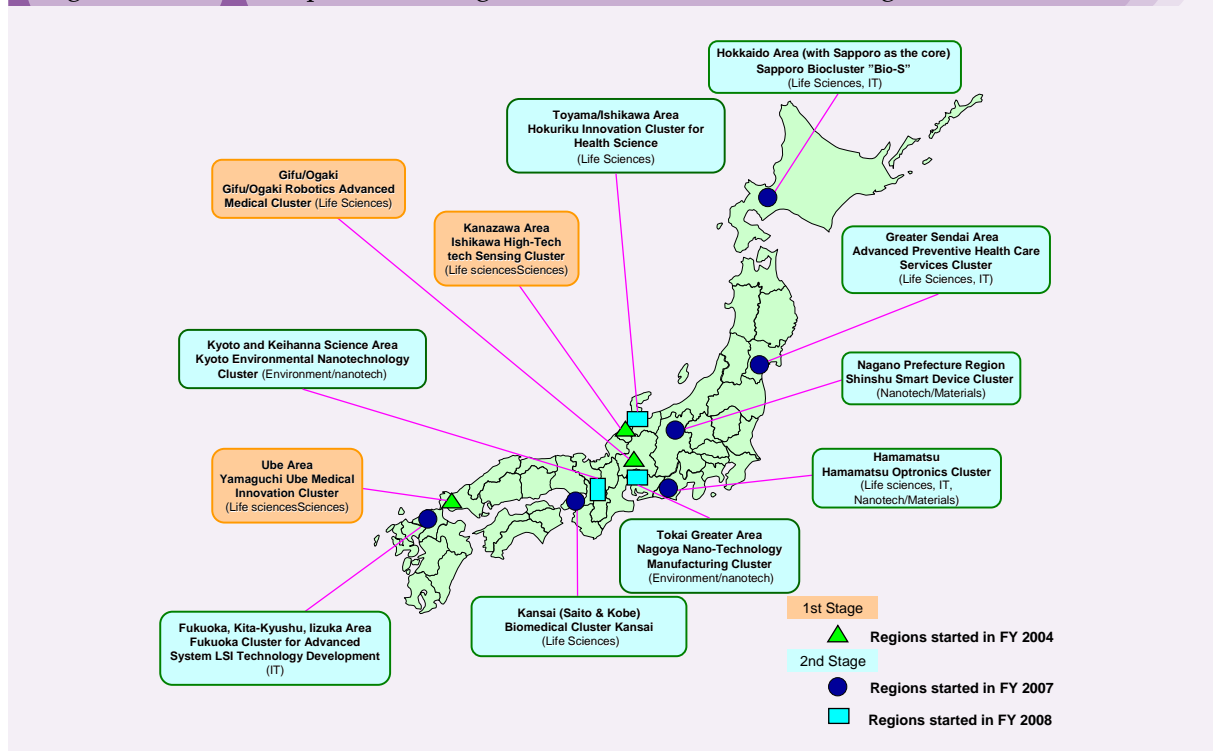 Hokkaido Area (with Sapporo as the core)
Sapporo Biocluster ”Bio-S”
(Life Sciences, IT)
Toyama/Ishikawa Area
Hokuriku Innovation Cluster for
Health Science
(Life Sciences)
Gifu/Ogaki
Gifu/Ogaki Robotics Advanced
Medical Cluster (Life Sciences)
Kanazawa Area
Ishikawa High-Tech
tech Sensing Cluster
(Life sciencesSciences)
Greater Sendai Area
Advanced Preventive Health Care
Services Cluster
(Life Sciences, IT)
Kyoto and Keihanna Science Area
Kyoto Environmental Nanotechnology
Cluster (Environment/nanotech)
Nagano Prefecture Region
Shinshu Smart Device Cluster
(Nanotech/Materials)
Ube Area
Yamaguchi Ube Medical
Innovation Cluster
(Life sciencesSciences)
Hamamatsu
Hamamatsu Optronics Cluster
(Life sciences, IT,
Nanotech/Materials)
Tokai Greater Area
Nagoya Nano-Technology
Manufacturing Cluster
(Environment/nanotech)
Fukuoka, Kita-Kyushu, Iizuka Area
Fukuoka Cluster for Advanced
System LSI Technology Development
(IT)
Kansai (Saito & Kobe)
Biomedical Cluster Kansai
(Life Sciences)
1st Stage
Regions started in FY 2004
2nd Stage
Regions started in FY 2007
Regions started in FY 2008